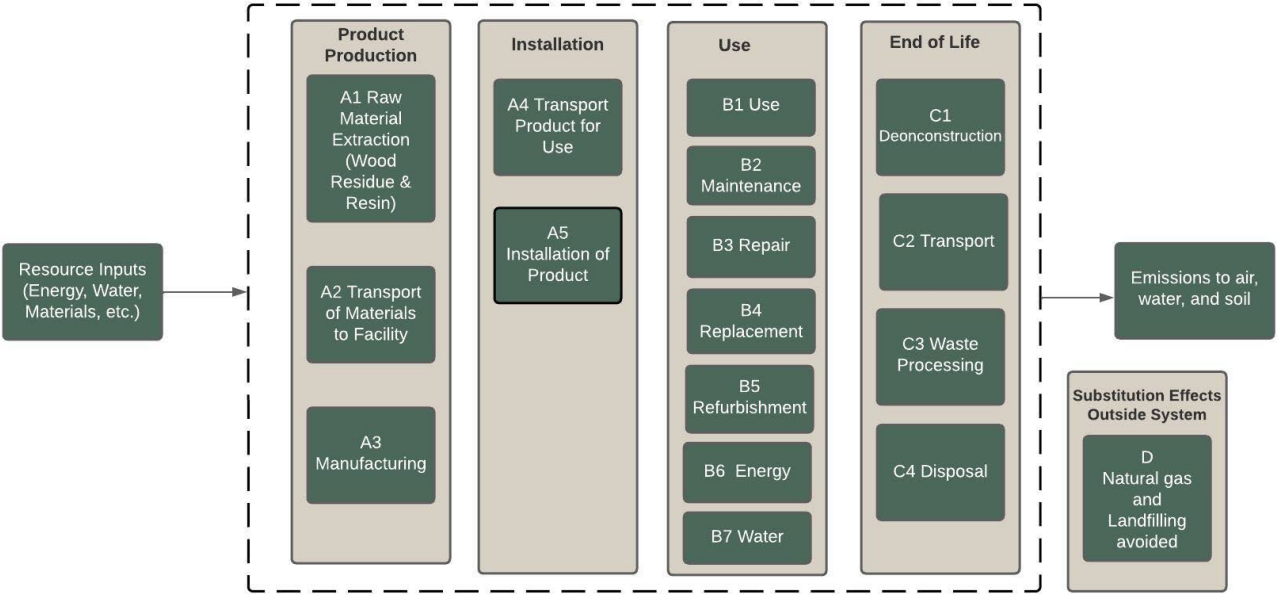 Resource Inputs
(Energy, Water,
Materials, etc.)
Product
Production
A1 Raw
Material
Extraction
(Wood
Residue &
Resin)
A2 Transport
of Materials
to Facility
A3
Manufacturing
Installation
A4 Transport
Product for
Use
A5
Installation of
Product
Use
B1 Use
B2
Maintenance
B3 Repair
B4
Replacement
B5
Refurbishment
B6  Energy
B7 Water
End of Life
C1
Deonconstruction
C2 Transport
C3 Waste
Processing
C4 Disposal
Emissions to air,
water, and soil
Substitution Effects
Outside System
D
Natural gas
and
Landfilling
avoided